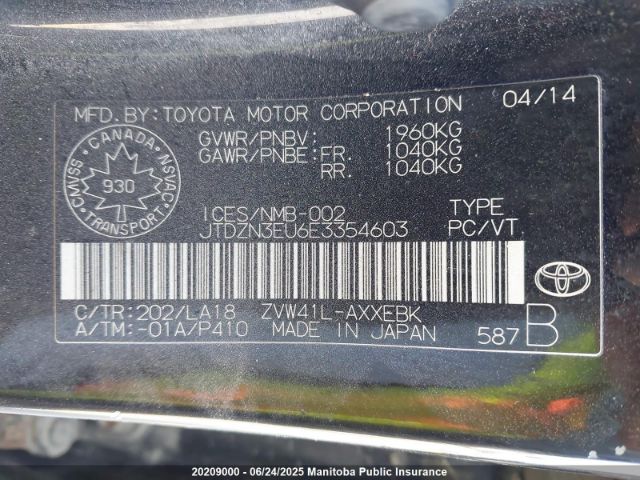 MFD.BY:TOYOTA MOTOR CORPORATION 04/14
GVWR/PNBV: 1960KG
GAWR/PNBE:FR. 1040KG
RR. 1040KG
CANADA
CMVSS NSVAC
930
TRANSPORT
ICES/NMB-002 TYPE
JTDZN3EU6E3354603 PC/VT
C/TR:202/LA18 ZVW41L-AXXEBK
A/TM:-01A/P410 MADE IN JAPAN 587 B
20209000 - 06/24/2025 Manitoba Public Insurance